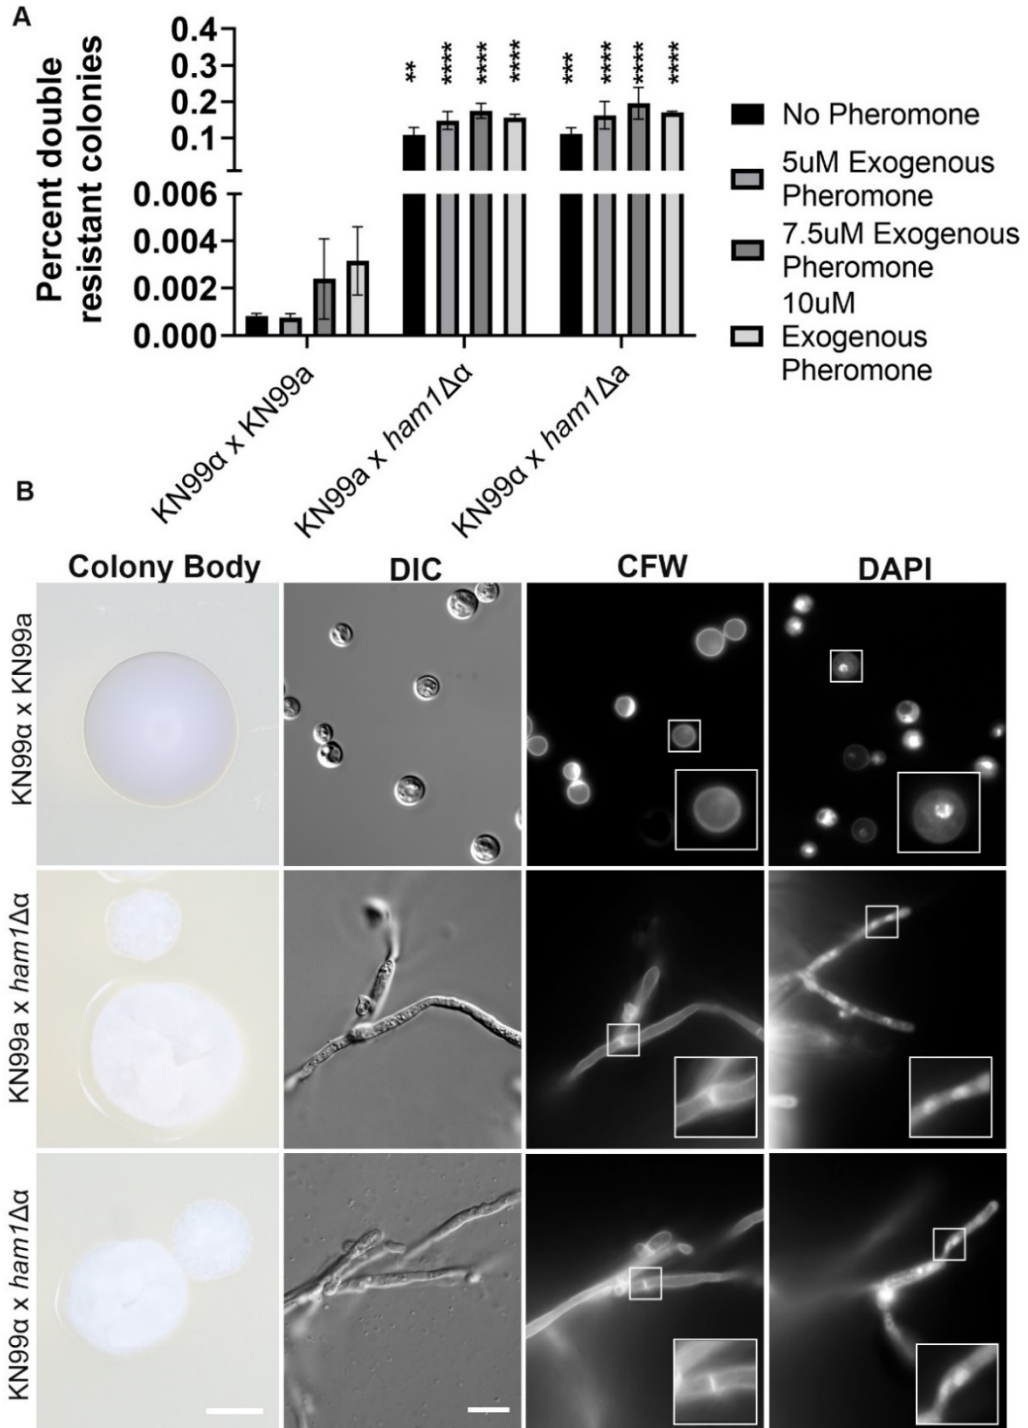 A
Percent double
resistant colonies
0.4
0.3
0.2
0.1
0.006
0.004
0.002
0.000
** **** **** ****
*** **** **** ****
KN99α x KN99a
KN99a x ham1Δα
KN99α x ham1Δa
No Pheromone
5uM Exogenous
Pheromone
7.5uM Exogenous
Pheromone
10uM
Exogenous
Pheromone
B
Colony Body DIC CFW DAPI
KN99α x KN99a
KN99a x ham1Δα
KN99α x ham1Δα